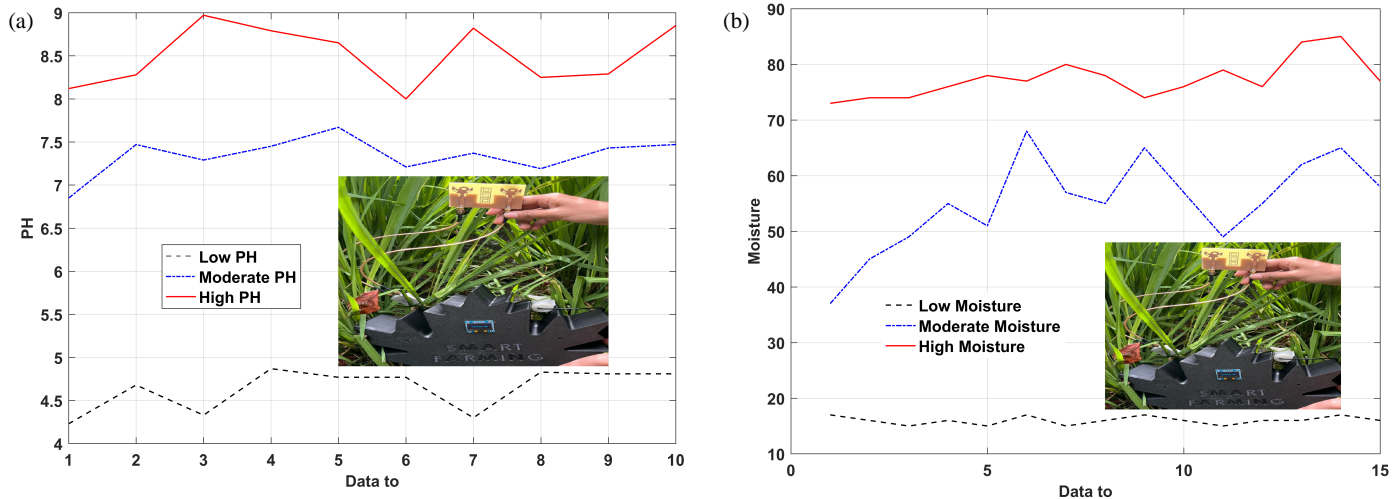 (a)
9
8.5
8
7.5
7
6.5
6
5.5
5
4.5
4
PH
Low PH
Moderate PH
High PH
SMART
FARMING
1 2 3 4 5 6 7 8 9 10
Data to
(b)
90
80
70
60
50
40
30
20
10
Moisture
Low Moisture
Moderate Moisture
High Moisture
SMART
FARMING
0 5 10 15
Data to